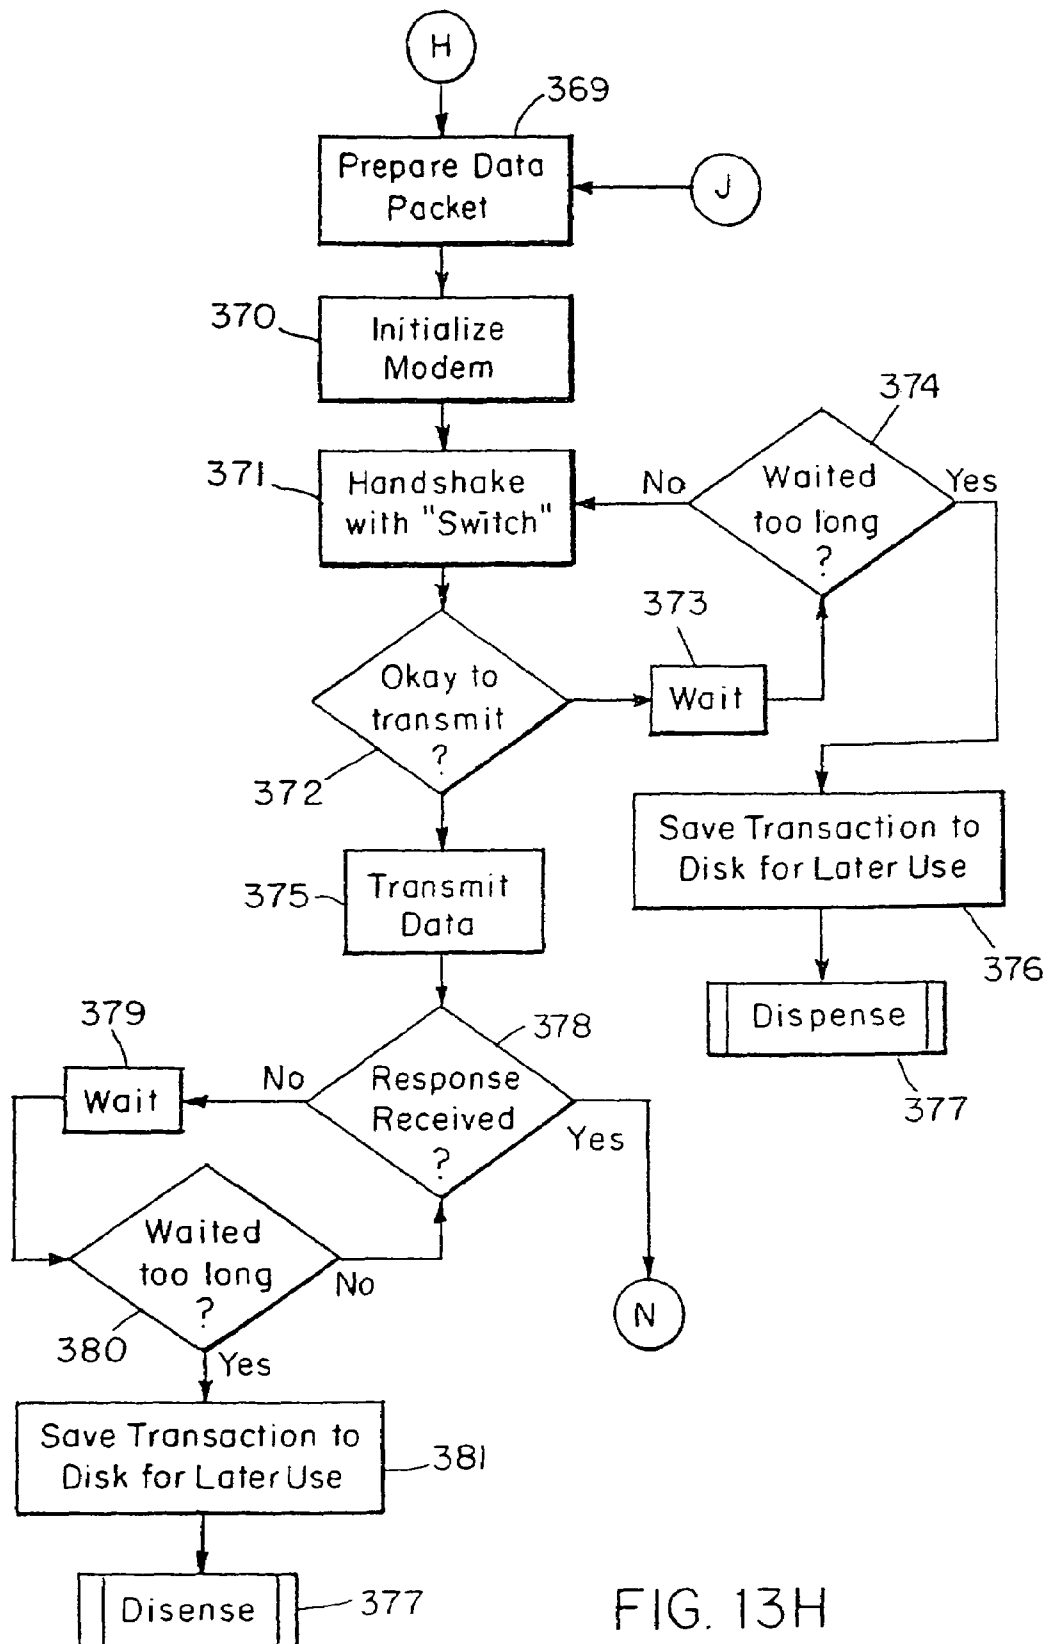 H
369
Prepare Data
Packet
J
370
Initialize
Modem
371
Handshake
with "Switch"
374
Waited
too long
?
No
Yes
373
Wait
Okay to
transmit
?
372
Save Transaction to
Disk for Later Use
376
375
Transmit
Data
Dispense
377
379
Wait
No
378
Response
Received
?
Yes
Waited
too long
?
No
380
Yes
N
Save Transaction to
Disk for Later Use
381
Disense
377
FIG. 13H